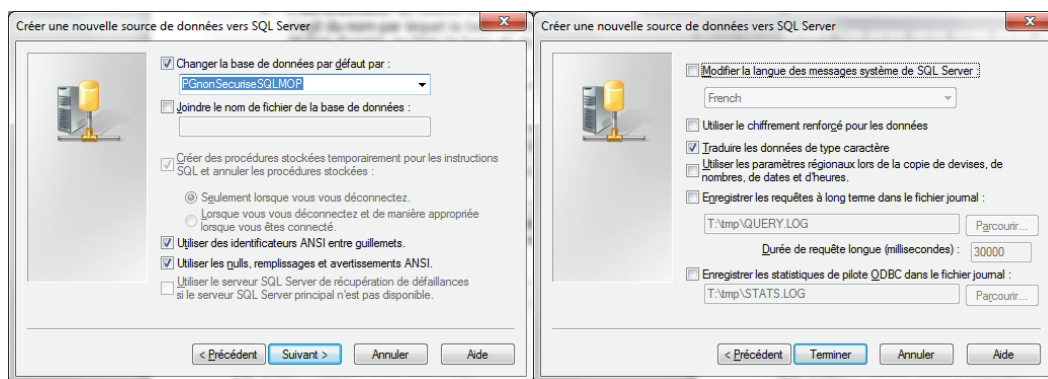 Créer une nouvelle source de données vers SQL Server
Changer la base de données par défaut par :
PGnonSecuriseSQLMOP
Joindre le nom de fichier de la base de données :
Créer des procédures stockées temporairement pour les instructions
SQL et annuler les procédures stockées :
Seulement lorsque vous vous déconnectez.
Lorsque vous vous déconnectez et de manière appropriée
lorsque vous êtes connecté.
Utiliser des identificateurs ANSI entre guillemets.
Utiliser les nulls, remplissages et avertissements ANSI.
Utiliser le serveur SQL Server de récupération de défaillances
si le serveur SQL Server principal n'est pas disponible.
< Précédent
Suivant >
Annuler
Aide
Créer une nouvelle source de données vers SQL Server
Modifier la langue des messages système de SQL Server :
French
Utiliser le chiffrement renforcé pour les données
Traduire les données de type caractère
Utiliser les paramètres régionaux lors de la copie de devises, de
nombres, de dates et d'heures.
Enregistrer les requêtes à long terme dans le fichier journal :
T:\tmp\QUERY.LOG
Parcourir...
Durée de requête longue (millisecondes) :
30000
Enregistrer les statistiques de pilote ODBC dans le fichier journal :
T:\tmp\STATS.LOG
Parcourir...
< Précédent
Terminer
Annuler
Aide